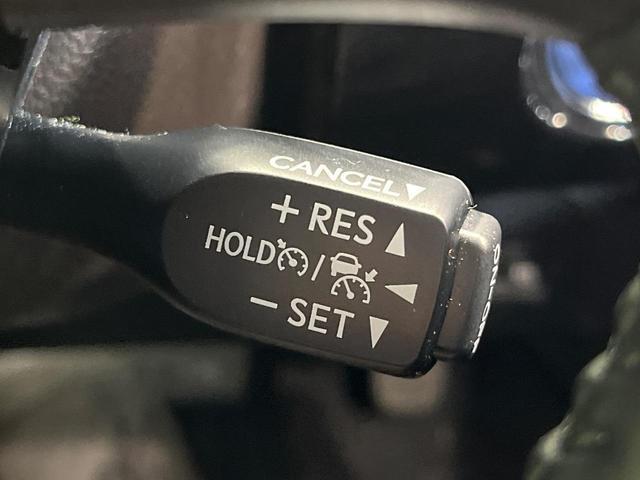 CANCEL▼
+ RES ▲
HOLD / ◀
− SET ▼